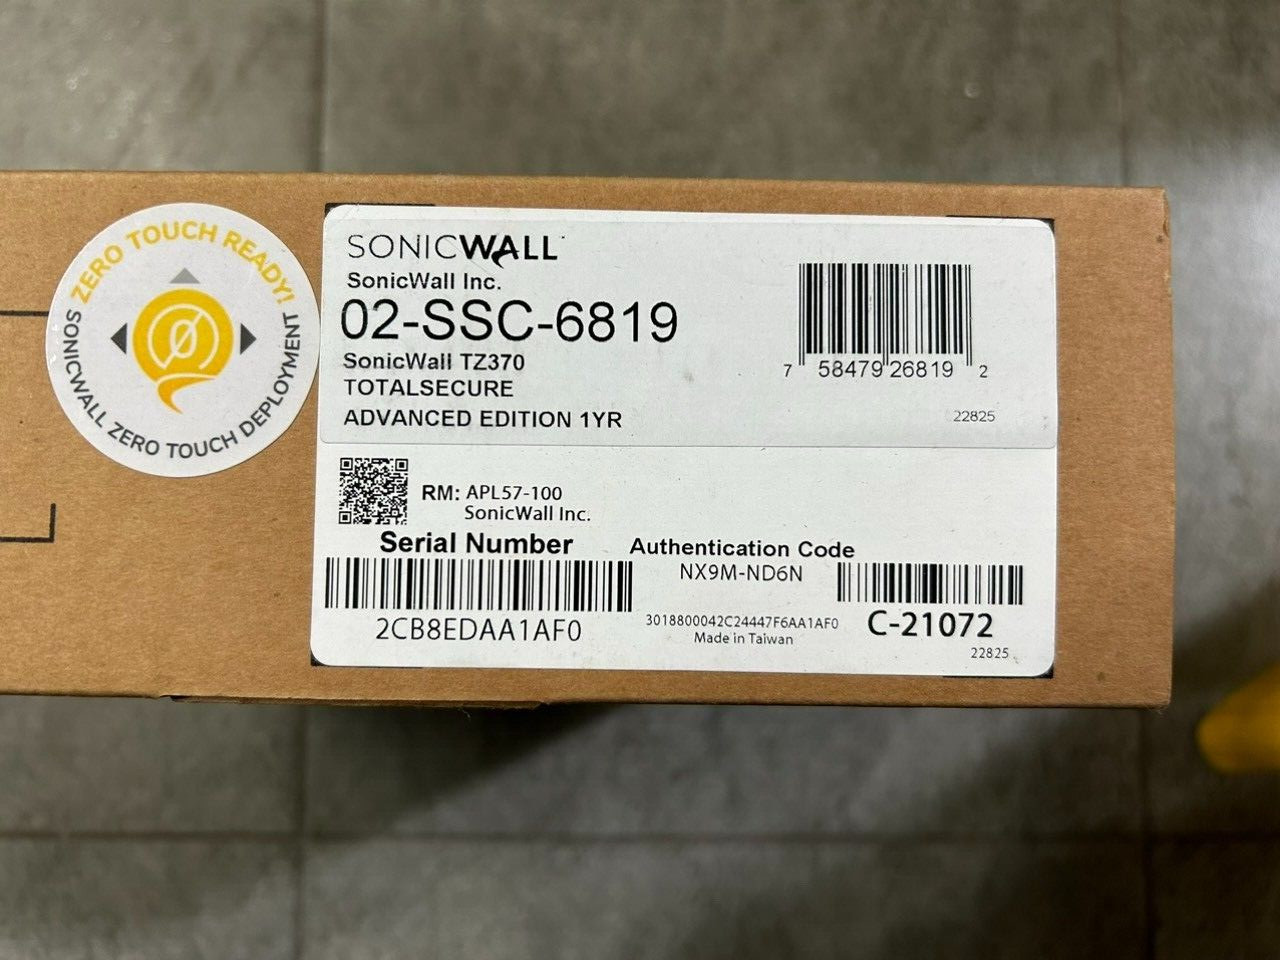 ZERO TOUCH READY!
SONICWALL ZERO TOUCH DEPLOYMENT
SONICWALL
SonicWall Inc.
02-SSC-6819
SonicWall TZ370
TOTALSECURE
ADVANCED EDITION 1YR
7 58479 26819 2
22825
RM: APL57-100
SonicWall Inc.
Serial Number
2CB8EDAA1AF0
Authentication Code
NX9M-ND6N
3018800042C24447F6AA1AF0
Made in Taiwan
C-21072
22825